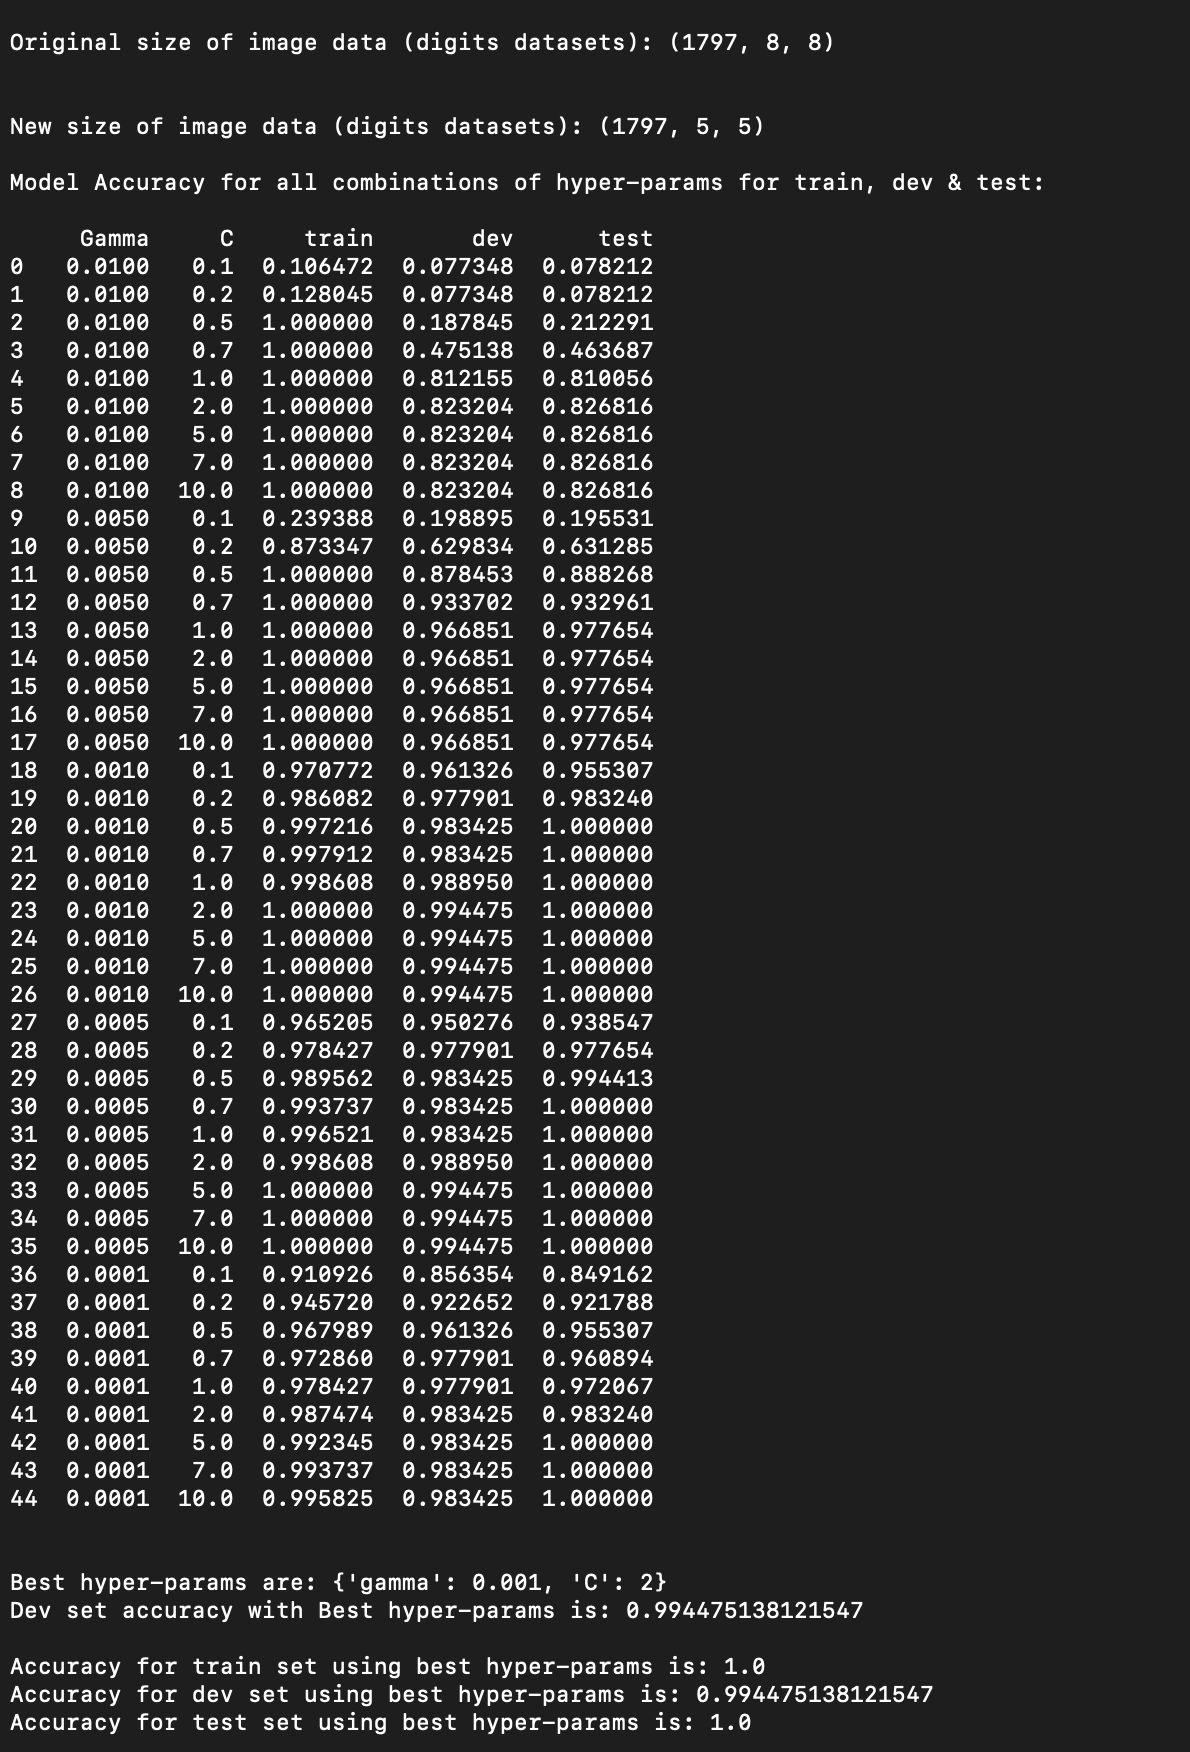 Original size of image data (digits datasets): (1797, 8, 8)
New size of image data (digits datasets): (1797, 5, 5)
Model Accuracy for all combinations of hyper-params for train, dev & test:
Gamma C train dev test
0 0.0100 0.1 0.106472 0.077348 0.078212
1 0.0100 0.2 0.128045 0.077348 0.078212
2 0.0100 0.5 1.000000 0.187845 0.212291
3 0.0100 0.7 1.000000 0.475138 0.463687
4 0.0100 1.0 1.000000 0.812155 0.810056
5 0.0100 2.0 1.000000 0.823204 0.826816
6 0.0100 5.0 1.000000 0.823204 0.826816
7 0.0100 7.0 1.000000 0.823204 0.826816
8 0.0100 10.0 1.000000 0.823204 0.826816
9 0.0050 0.1 0.239388 0.198895 0.195531
10 0.0050 0.2 0.873347 0.629834 0.631285
11 0.0050 0.5 1.000000 0.878453 0.888268
12 0.0050 0.7 1.000000 0.933702 0.932961
13 0.0050 1.0 1.000000 0.966851 0.977654
14 0.0050 2.0 1.000000 0.966851 0.977654
15 0.0050 5.0 1.000000 0.966851 0.977654
16 0.0050 7.0 1.000000 0.966851 0.977654
17 0.0050 10.0 1.000000 0.966851 0.977654
18 0.0010 0.1 0.970772 0.961326 0.955307
19 0.0010 0.2 0.986082 0.977901 0.983240
20 0.0010 0.5 0.997216 0.983425 1.000000
21 0.0010 0.7 0.997912 0.983425 1.000000
22 0.0010 1.0 0.998608 0.988950 1.000000
23 0.0010 2.0 1.000000 0.994475 1.000000
24 0.0010 5.0 1.000000 0.994475 1.000000
25 0.0010 7.0 1.000000 0.994475 1.000000
26 0.0010 10.0 1.000000 0.994475 1.000000
27 0.0005 0.1 0.965205 0.950276 0.938547
28 0.0005 0.2 0.978427 0.977901 0.977654
29 0.0005 0.5 0.989562 0.983425 0.994413
30 0.0005 0.7 0.993737 0.983425 1.000000
31 0.0005 1.0 0.996521 0.983425 1.000000
32 0.0005 2.0 0.998608 0.988950 1.000000
33 0.0005 5.0 1.000000 0.994475 1.000000
34 0.0005 7.0 1.000000 0.994475 1.000000
35 0.0005 10.0 1.000000 0.994475 1.000000
36 0.0001 0.1 0.910926 0.856354 0.849162
37 0.0001 0.2 0.945720 0.922652 0.921788
38 0.0001 0.5 0.967989 0.961326 0.955307
39 0.0001 0.7 0.972860 0.977901 0.960894
40 0.0001 1.0 0.978427 0.977901 0.972067
41 0.0001 2.0 0.987474 0.983425 0.983240
42 0.0001 5.0 0.992345 0.983425 1.000000
43 0.0001 7.0 0.993737 0.983425 1.000000
44 0.0001 10.0 0.995825 0.983425 1.000000
Best hyper-params are: {'gamma': 0.001, 'C': 2}
Dev set accuracy with Best hyper-params is: 0.994475138121547
Accuracy for train set using best hyper-params is: 1.0
Accuracy for dev set using best hyper-params is: 0.994475138121547
Accuracy for test set using best hyper-params is: 1.0